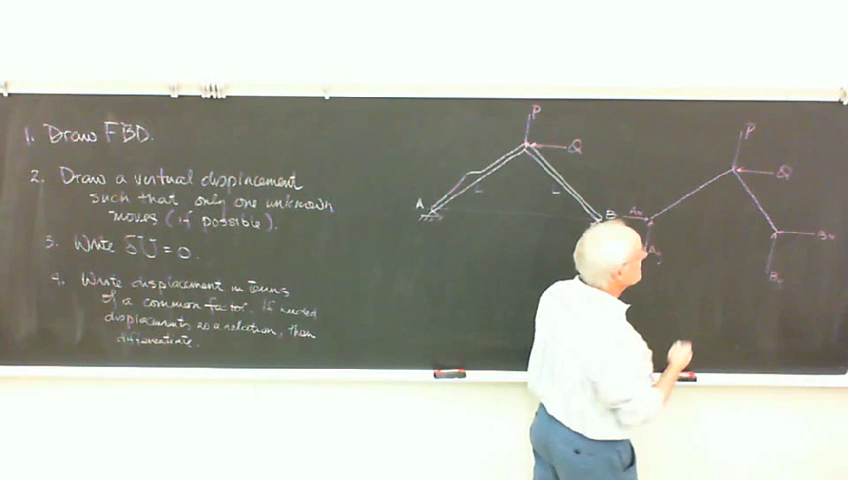 1. Draw FBD.
2. Draw a virtual displacement
such that only one unknown
moves (if possible).
3. Write δU = 0.
4. Write displacement in terms
of a common factor. If needed
displacements as a relation, then
differentiate.
P
Q
A
L
L
B
Ax
Ay
P
Q
Bx
By